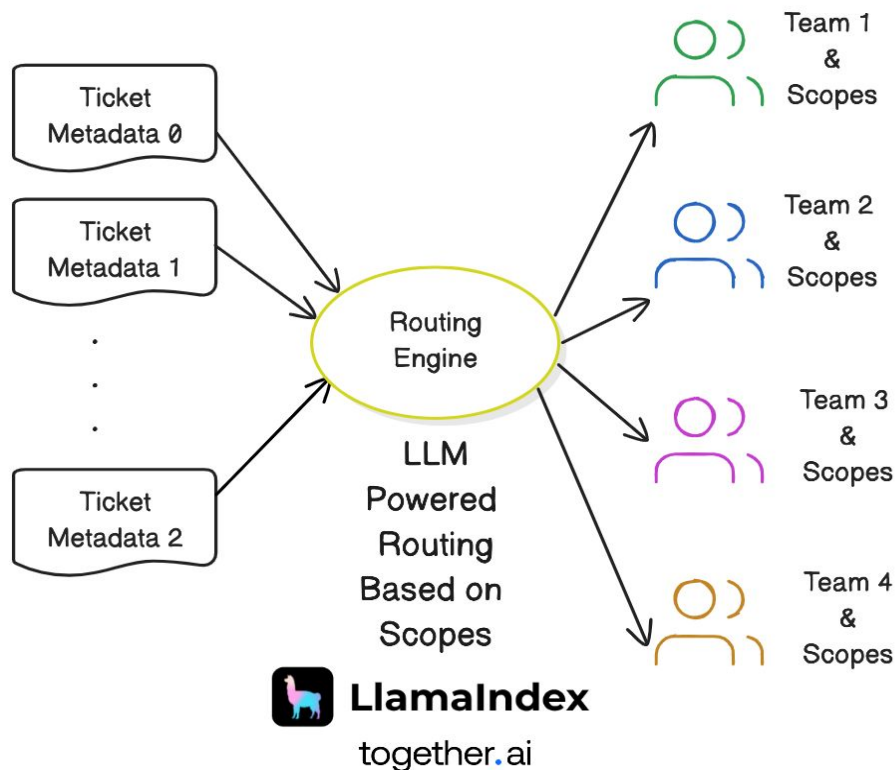 Ticket
Metadata 0
Ticket
Metadata 1
.
.
.
Ticket
Metadata 2
Routing
Engine
LLM
Powered
Routing
Based on
Scopes
Team 1
&
Scopes
Team 2
&
Scopes
Team 3
&
Scopes
Team 4
&
Scopes
LlamaIndex
together.ai